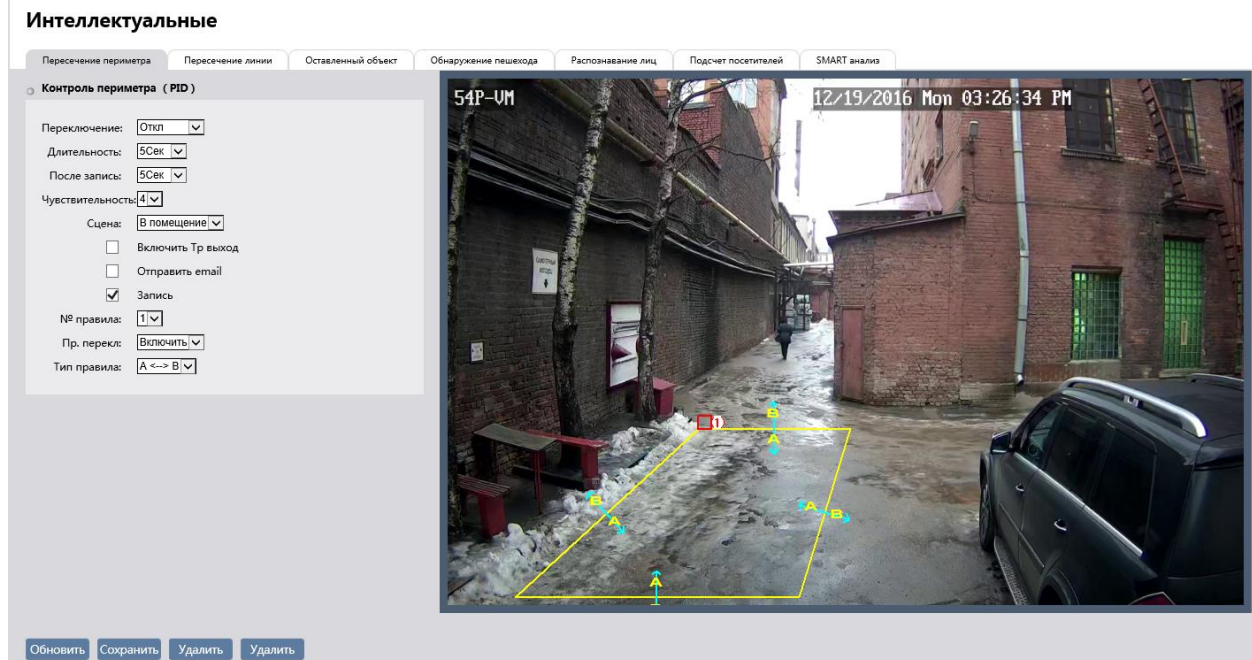 Интеллектуальные
Пересечение периметра Пересечение линии Оставленный объект Обнаружение пешехода Распознавание лиц Подсчет посетителей SMART анализ
Контроль периметра ( PID )
Переключение: Откл
Длительность: 5Сек
После запись: 5Сек
Чувствительность: 4
Сцена: В помещение
Включить Тр выход
Отправить email
Запись
№ правила: 1
Пр. перекл: Включить
Тип правила: A <--> B
54P-VM 12/19/2016 Mon 03:26:34 PM
B
(1)
A
B
A
A B
A
Обновить Сохранить Удалить Удалить